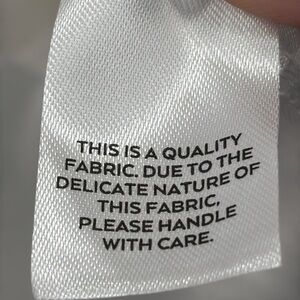 THIS IS A QUALITY
FABRIC. DUE TO THE
DELICATE NATURE OF
THIS FABRIC,
PLEASE HANDLE
WITH CARE.